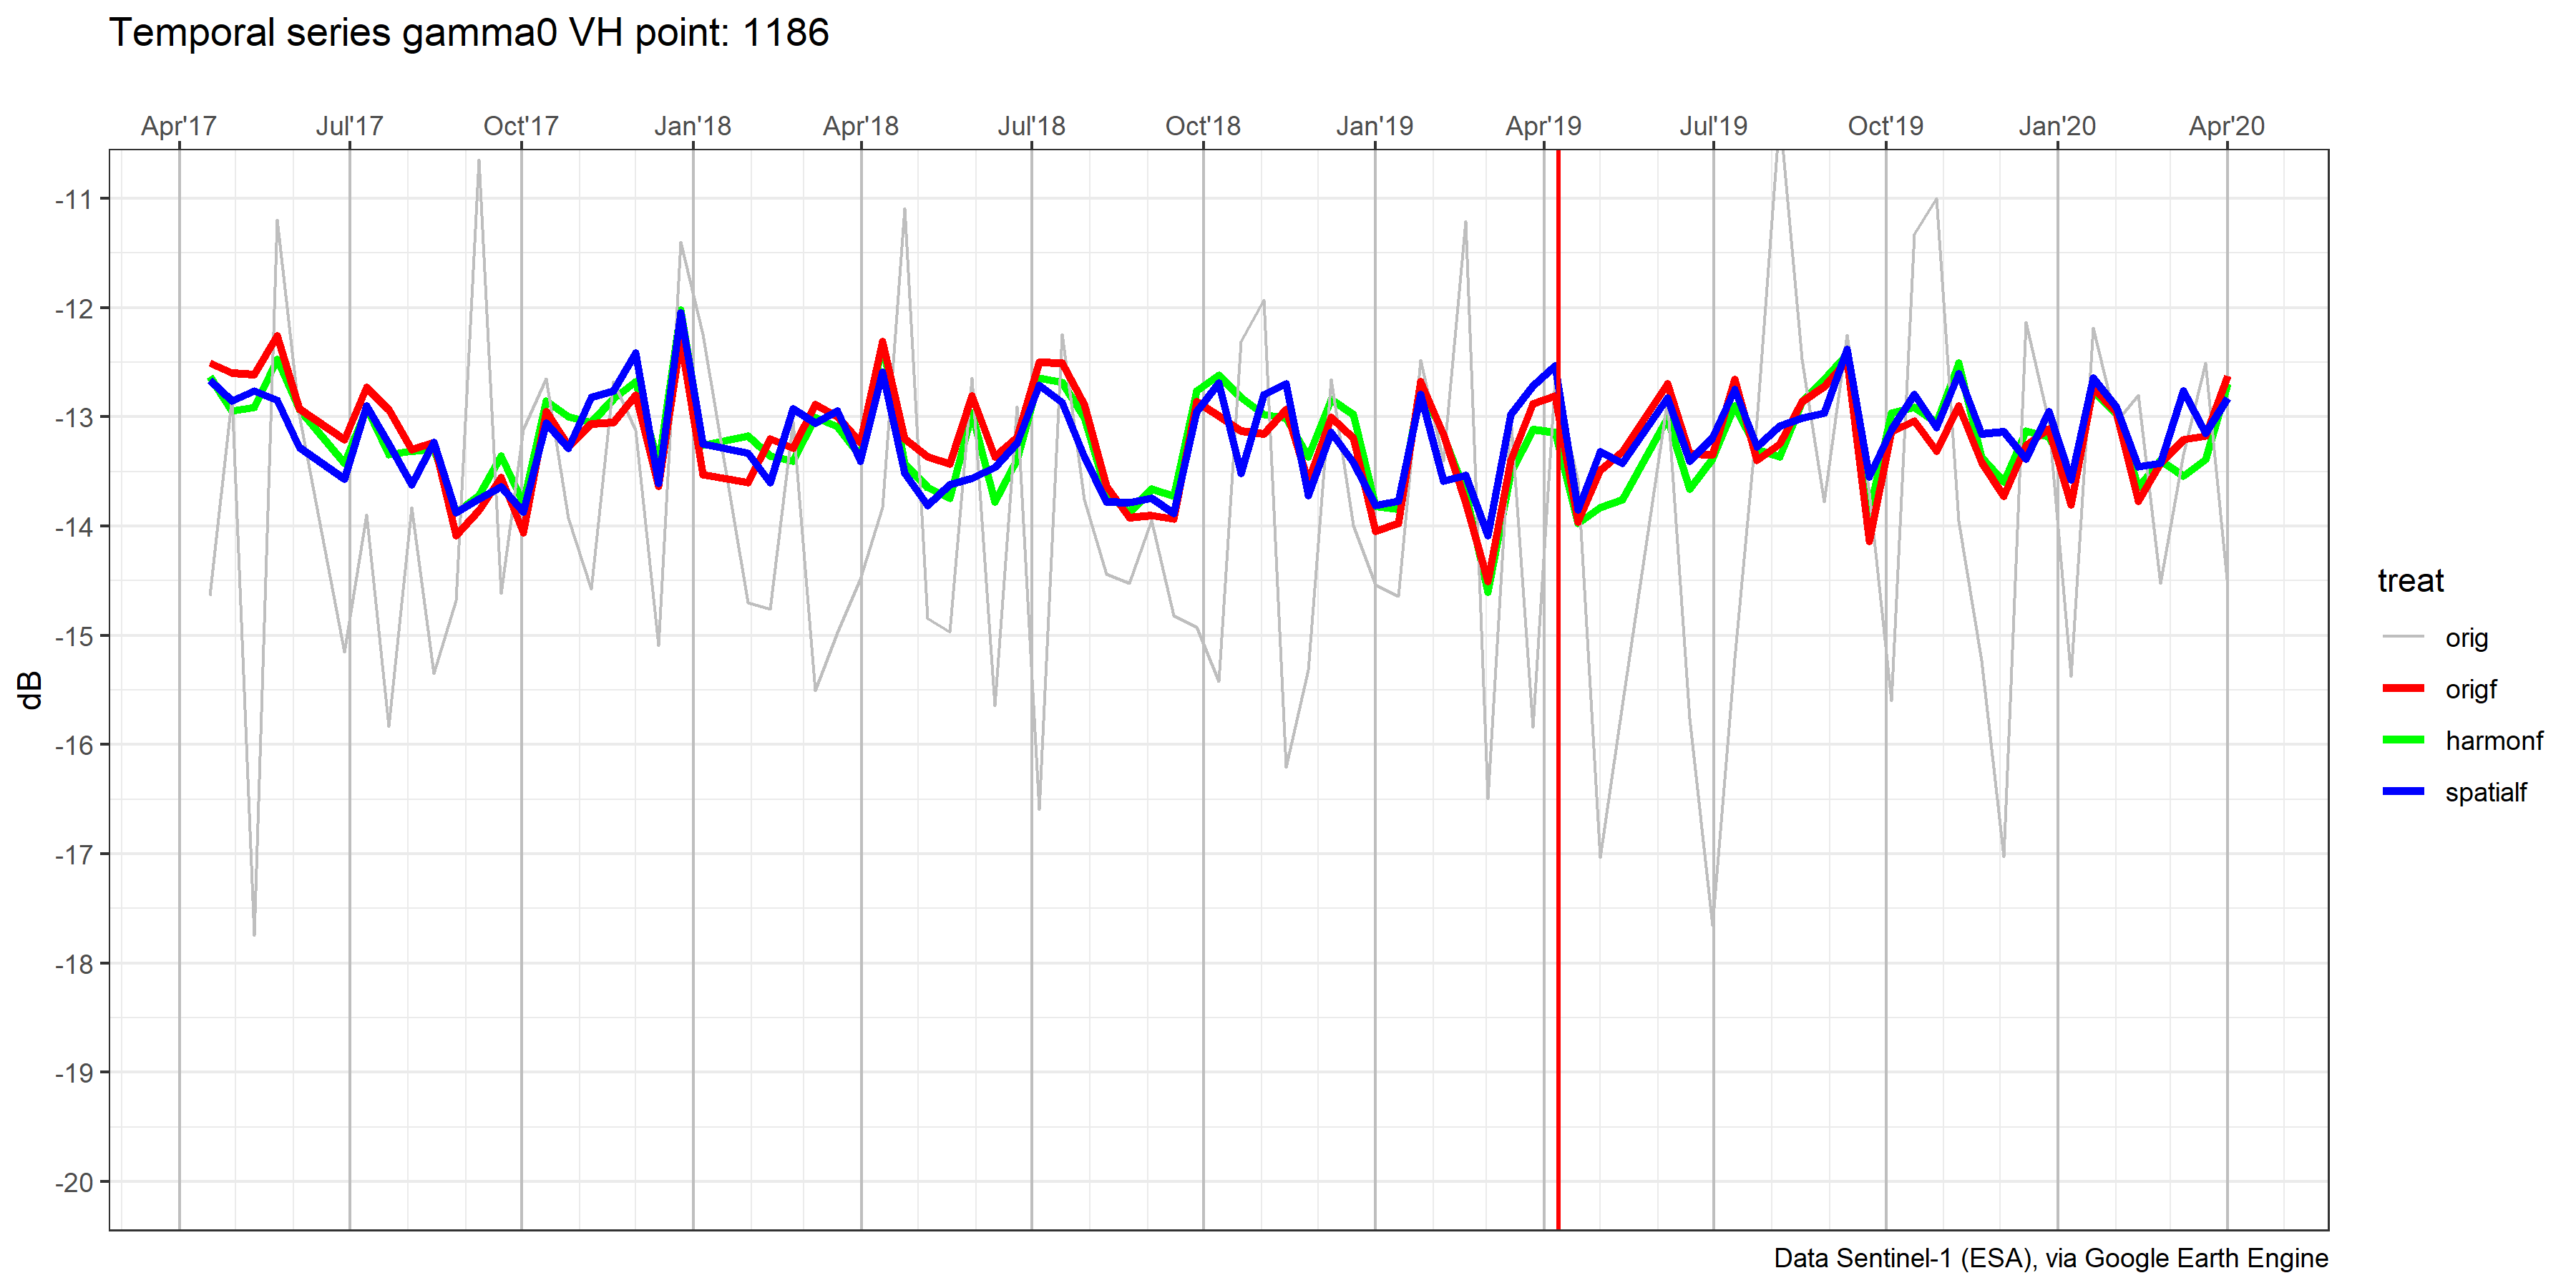 Temporal series gamma0 VH point: 1186
Apr'17 Jul'17 Oct'17 Jan'18 Apr'18 Jul'18 Oct'18 Jan'19 Apr'19 Jul'19 Oct'19 Jan'20 Apr'20
-11
-12
-13
-14
-15
-16
-17
-18
-19
-20
dB
treat
orig
origf
harmonf
spatialf
Data Sentinel-1 (ESA), via Google Earth Engine